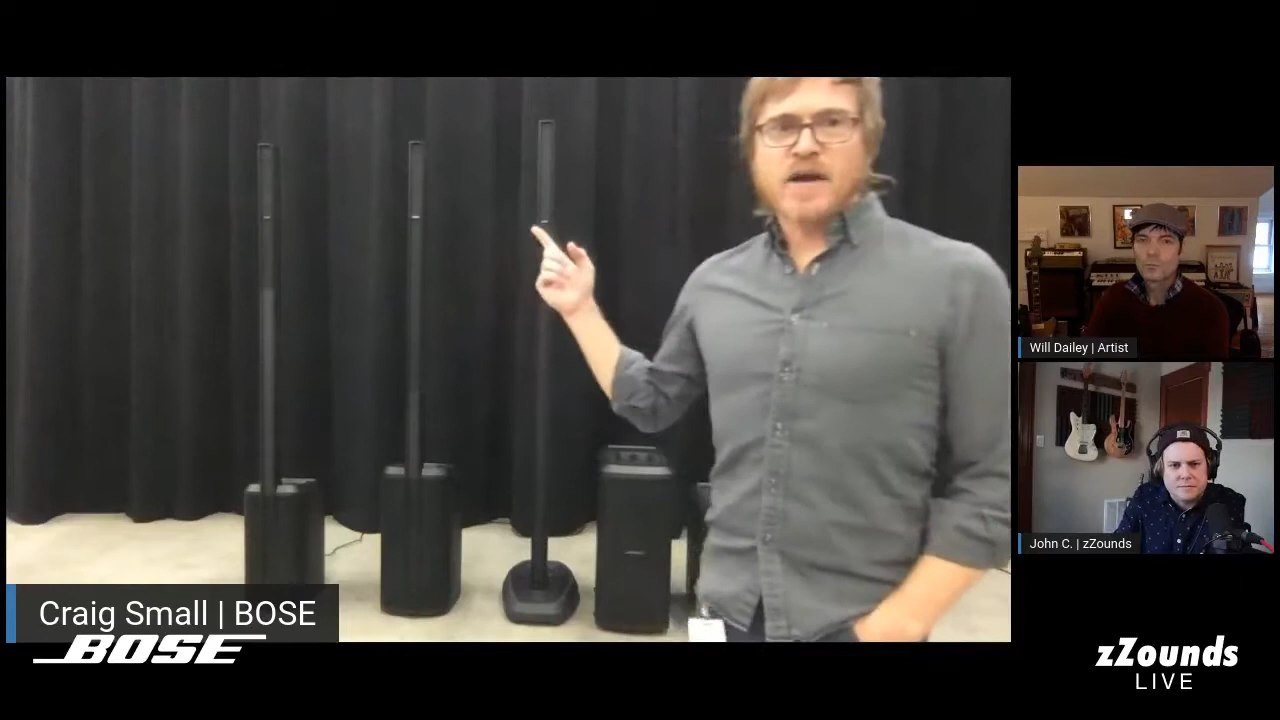 Craig Small | BOSE
BOSE
Will Dailey | Artist
John C. | zZounds
zZounds
LIVE